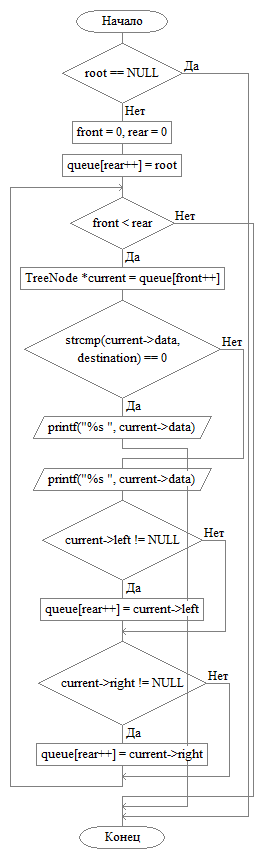 Начало
root == NULL
Да
Нет
front = 0, rear = 0
queue[rear++] = root
front < rear
Нет
Да
TreeNode *current = queue[front++]
strcmp(current->data,
destination) == 0
Нет
Да
printf("%s ", current->data)
printf("%s ", current->data)
current->left != NULL
Нет
Да
queue[rear++] = current->left
current->right != NULL
Нет
Да
queue[rear++] = current->right
Конец